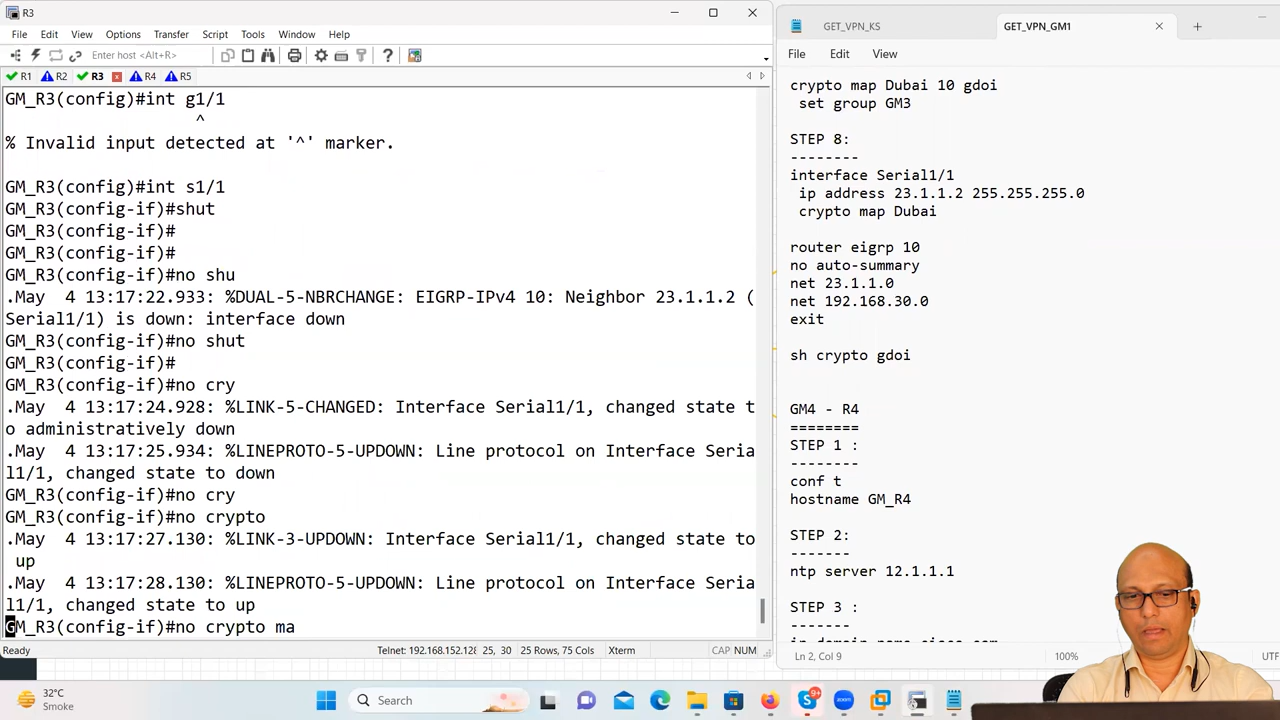 R3
File Edit View Options Transfer Script Tools Window Help
Enter host <Alt+R>
R1 R2 R3 R4 R5
GM_R3(config)#int g1/1
^
% Invalid input detected at '^' marker.
GM_R3(config)#int s1/1
GM_R3(config-if)#shut
GM_R3(config-if)#
GM_R3(config-if)#
GM_R3(config-if)#no shu
.May  4 13:17:22.933: %DUAL-5-NBRCHANGE: EIGRP-IPv4 10: Neighbor 23.1.1.2 (
Serial1/1) is down: interface down
GM_R3(config-if)#no shut
GM_R3(config-if)#
GM_R3(config-if)#no cry
.May  4 13:17:24.928: %LINK-5-CHANGED: Interface Serial1/1, changed state t
o administratively down
.May  4 13:17:25.934: %LINEPROTO-5-UPDOWN: Line protocol on Interface Seria
l1/1, changed state to down
GM_R3(config-if)#no cry
GM_R3(config-if)#no crypto
.May  4 13:17:27.130: %LINK-3-UPDOWN: Interface Serial1/1, changed state to
up
.May  4 13:17:28.130: %LINEPROTO-5-UPDOWN: Line protocol on Interface Seria
l1/1, changed state to up
GM_R3(config-if)#no crypto ma
Ready Telnet: 192.168.152.128 25, 30 25 Rows, 75 Cols Xterm CAP NUM
GET_VPN_KS GET_VPN_GM1
File Edit View
crypto map Dubai 10 gdoi
set group GM3
STEP 8:
--------
interface Serial1/1
ip address 23.1.1.2 255.255.255.0
crypto map Dubai
router eigrp 10
no auto-summary
net 23.1.1.0
net 192.168.30.0
exit
sh crypto gdoi
GM4 - R4
========
STEP 1 :
--------
conf t
hostname GM_R4
STEP 2:
-------
ntp server 12.1.1.1
STEP 3 :
-------
ip domain name
Ln 2, Col 9 100% UTF
32°C
Smoke
Search
9+
zoom